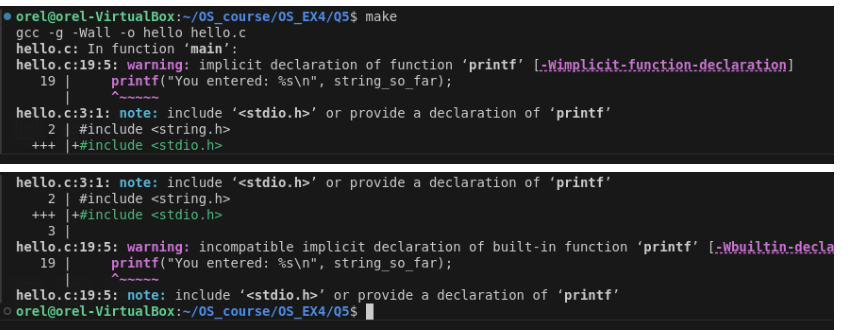 orel@orel-VirtualBox:~/OS_course/OS_EX4/Q5$ make
gcc -g -Wall -o hello hello.c
hello.c: In function ‘main’:
hello.c:19:5: warning: implicit declaration of function ‘printf’ [-Wimplicit-function-declaration]
19 |     printf("You entered: %s\n", string_so_far);
|     ^~~~~~
hello.c:3:1: note: include ‘<stdio.h>’ or provide a declaration of ‘printf’
2 | #include <string.h>
+++ |+#include <stdio.h>
hello.c:3:1: note: include ‘<stdio.h>’ or provide a declaration of ‘printf’
2 | #include <string.h>
+++ |+#include <stdio.h>
3 |
hello.c:19:5: warning: incompatible implicit declaration of built-in function ‘printf’ [-Wbuiltin-decla
19 |     printf("You entered: %s\n", string_so_far);
|     ^~~~~~
hello.c:19:5: note: include ‘<stdio.h>’ or provide a declaration of ‘printf’
orel@orel-VirtualBox:~/OS_course/OS_EX4/Q5$